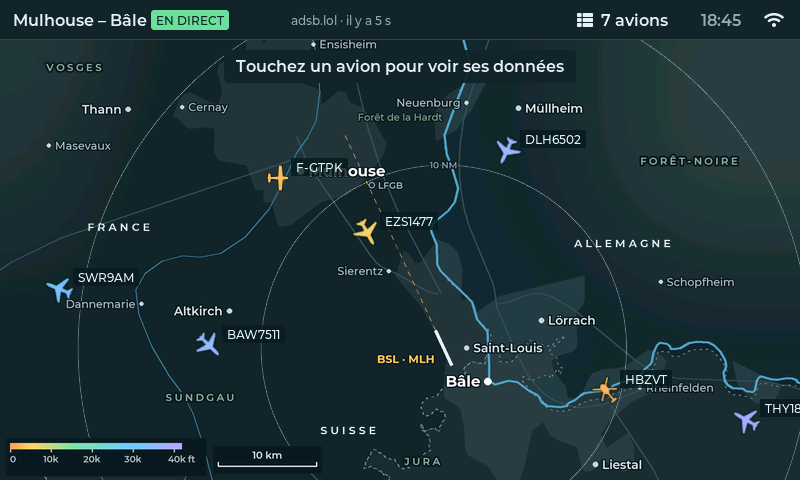 Mulhouse – Bâle EN DIRECT adsb.lol · il y a 5 s 7 avions 18:45
Ensisheim
Touchez un avion pour voir ses données
VOSGES
Thann
Cernay
Neuenburg
Müllheim
Forêt de la Hardt
DLH6502
Masevaux
10 NM
FORÊT-NOIRE
F-GTPK
ouse
LFGB
EZS1477
FRANCE
ALLEMAGNE
Sierentz
SWR9AM
Schopfheim
Dannemarie
Altkirch
Lörrach
BAW7511
Saint-Louis
BSL · MLH
Bâle
HBZVT
Rheinfelden
SUNDGAU
THY18
SUISSE
JURA
Liestal
0 10k 20k 30k 40k ft
10 km